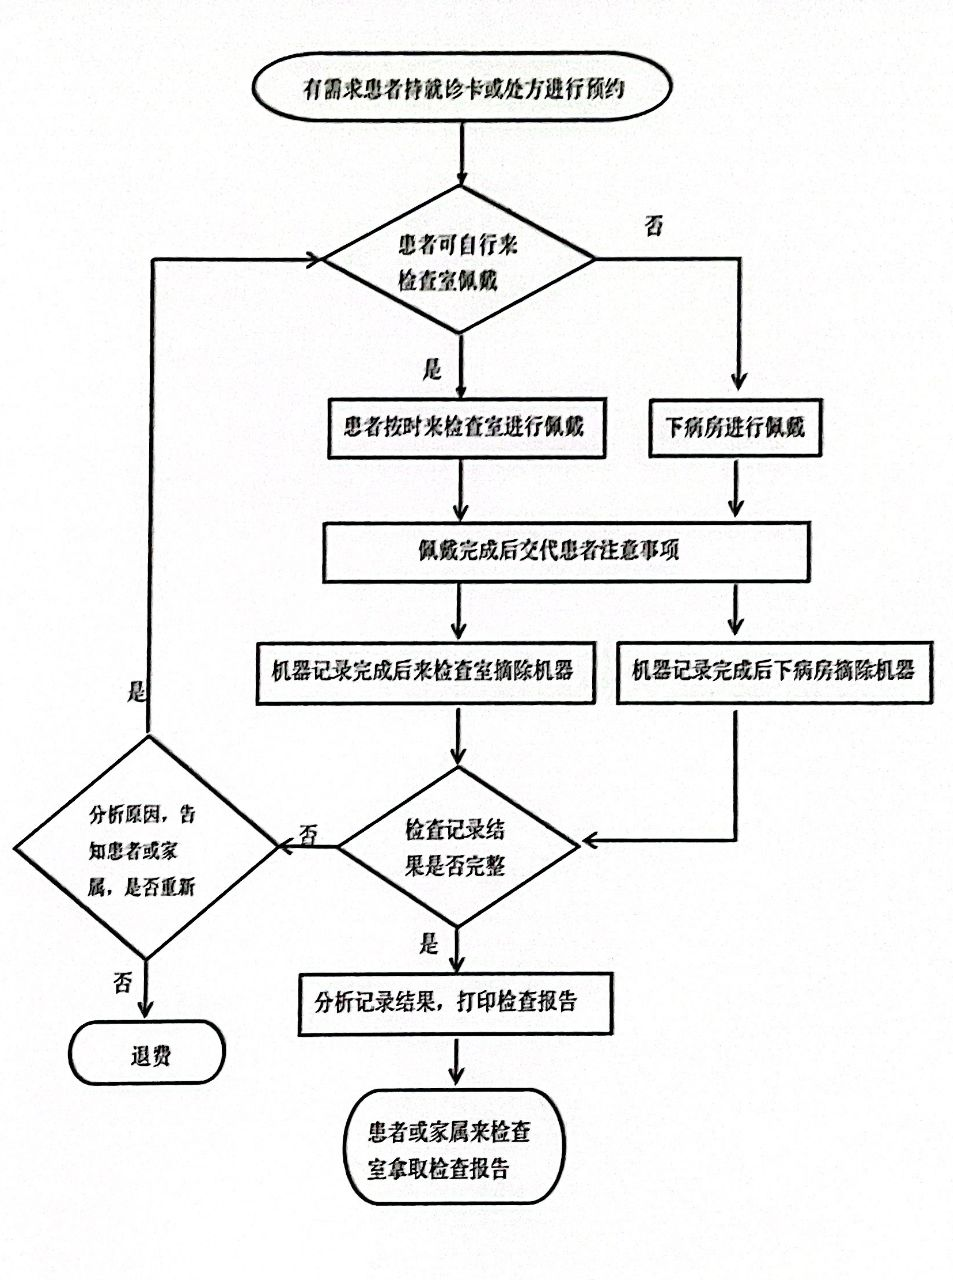 有需求患者持就诊卡或处方进行预约
患者可自行来
检查室佩戴
否
是
患者按时来检查室进行佩戴
下病房进行佩戴
佩戴完成后交代患者注意事项
机器记录完成后来检查室摘除机器
机器记录完成后下病房摘除机器
是
分析原因，告
知患者或家
属，是否重新
否
检查记录结
果是否完整
是
否
分析记录结果，打印检查报告
退费
患者或家属来检查
室拿取检查报告